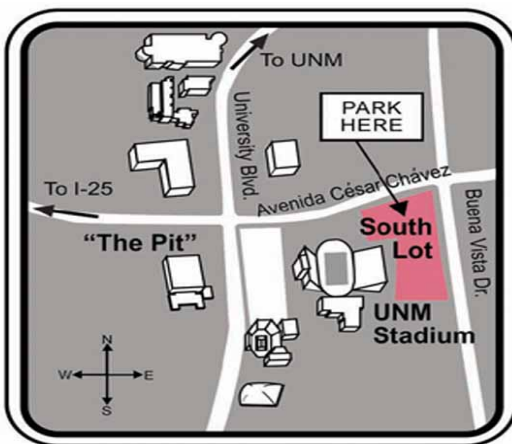 To UNM
PARK
HERE
University Blvd.
To I-25
Avenida César Chávez
"The Pit"
South
Lot
Buena Vista Dr.
UNM
Stadium
N
W
E
S